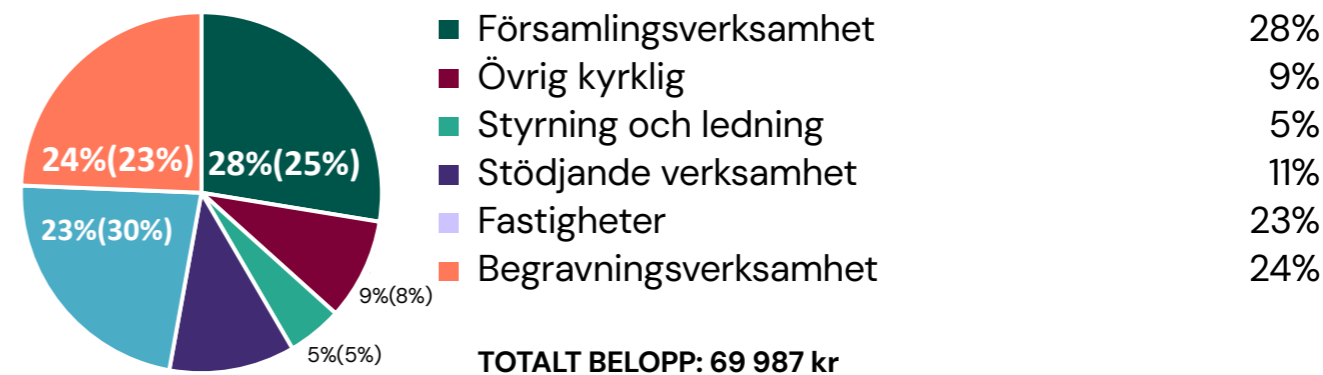 24%(23%) 28%(25%)
23%(30%)
9%(8%)
5%(5%)
Församlingsverksamhet 28%
Övrig kyrklig 9%
Styrning och ledning 5%
Stödjande verksamhet 11%
Fastigheter 23%
Begravningsverksamhet 24%
TOTALT BELOPP: 69 987 kr